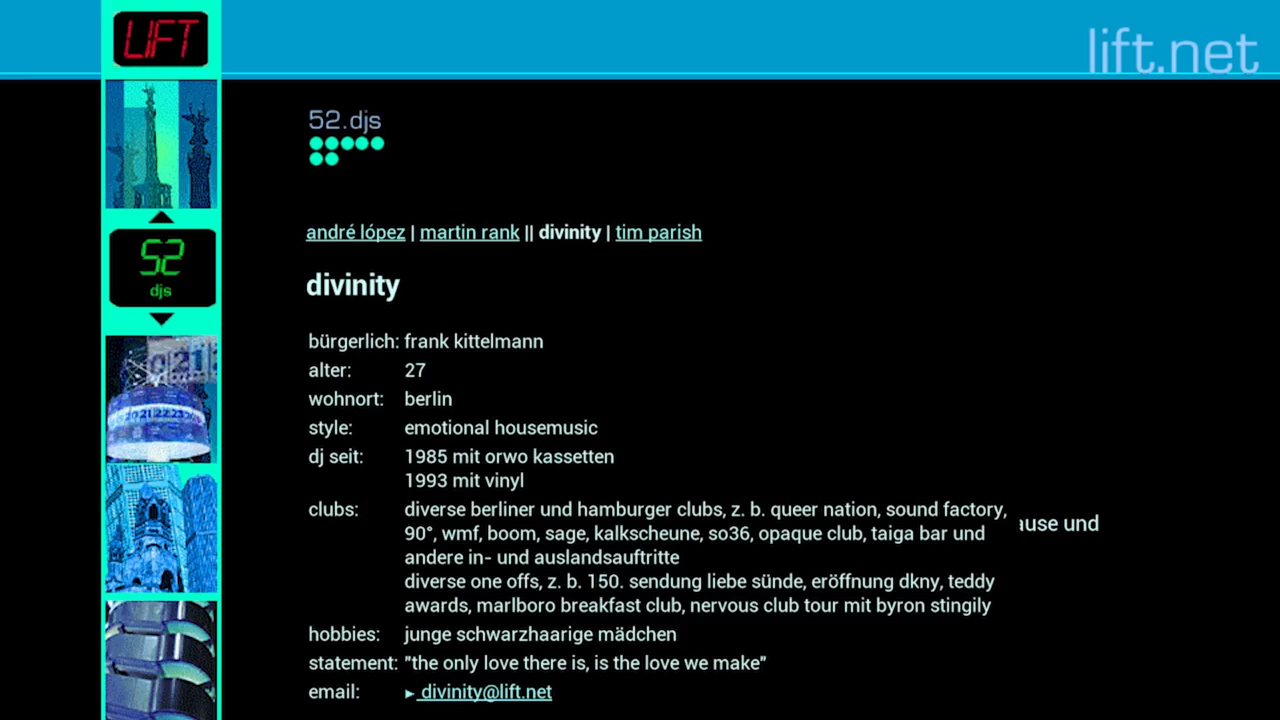 LIFT
lift.net
52.djs
52
djs
andré lópez | martin rank || divinity | tim parish
divinity
bürgerlich: frank kittelmann
alter: 27
wohnort: berlin
style: emotional housemusic
dj seit: 1985 mit orwo kassetten
1993 mit vinyl
clubs: diverse berliner und hamburger clubs, z. b. queer nation, sound factory,
90°, wmf, boom, sage, kalkscheune, so36, opaque club, taiga bar und
andere in- und auslandsauftritte
diverse one offs, z. b. 150. sendung liebe sünde, eröffnung dkny, teddy
awards, marlboro breakfast club, nervous club tour mit byron stingily
und
hobbies: junge schwarzhaarige mädchen
statement: "the only love there is, is the love we make"
email: ► divinity@lift.net
21
20 21 22 23